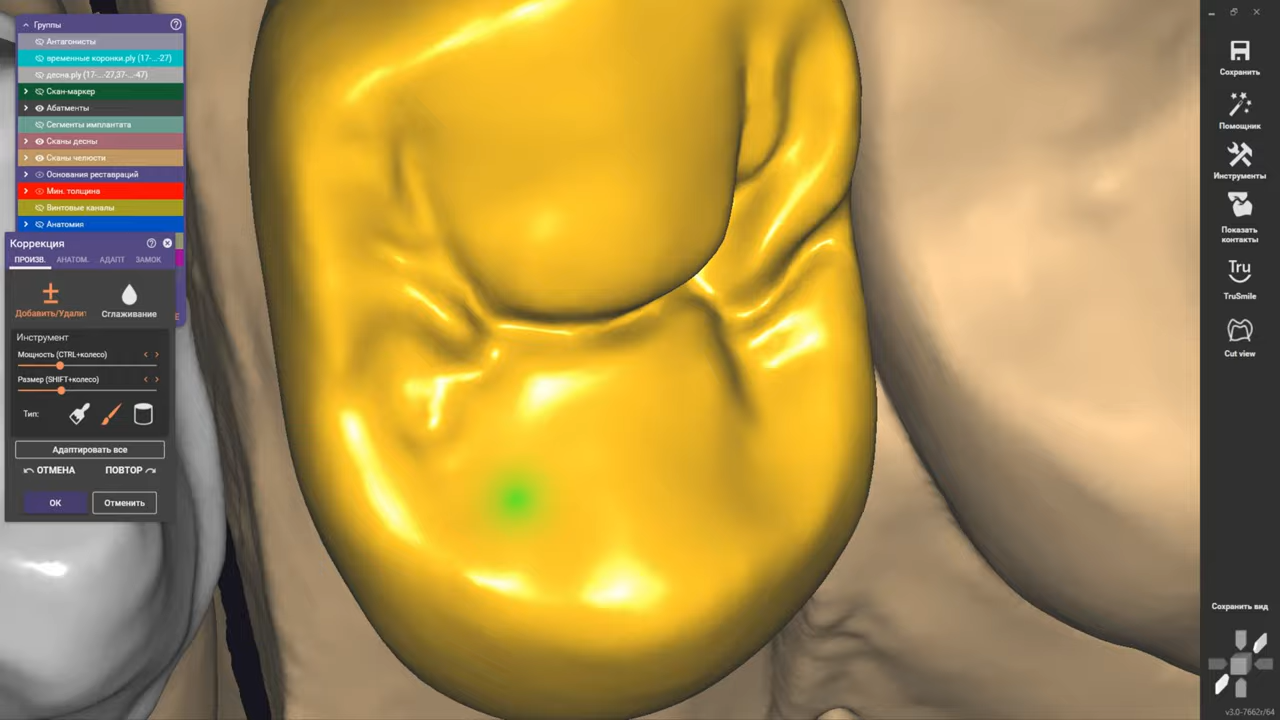 Группы
Антагонисты
временные коронки.ply (17-...-27)
десна.ply (17-...-27,37-...-47)
Скан-маркер
Абатменты
Сегменты имплантата
Сканы десны
Сканы челюсти
Основания реставраций
Мин. толщина
Винтовые каналы
Анатомия
Коррекция
ПРОИЗВ. АНАТОМ. АДАПТ ЗАМОК
Добавить/Удалит Сглаживание
Инструмент
Мощность (CTRL+колесо)
Размер (SHIFT+колесо)
Тип:
Адаптировать все
ОТМЕНА ПОВТОР
ОК Отменить
Сохранить
Помощник
Инструменты
Показать
контакты
Tru
TruSmile
Cut view
Сохранить вид
v3.0-7662r/64